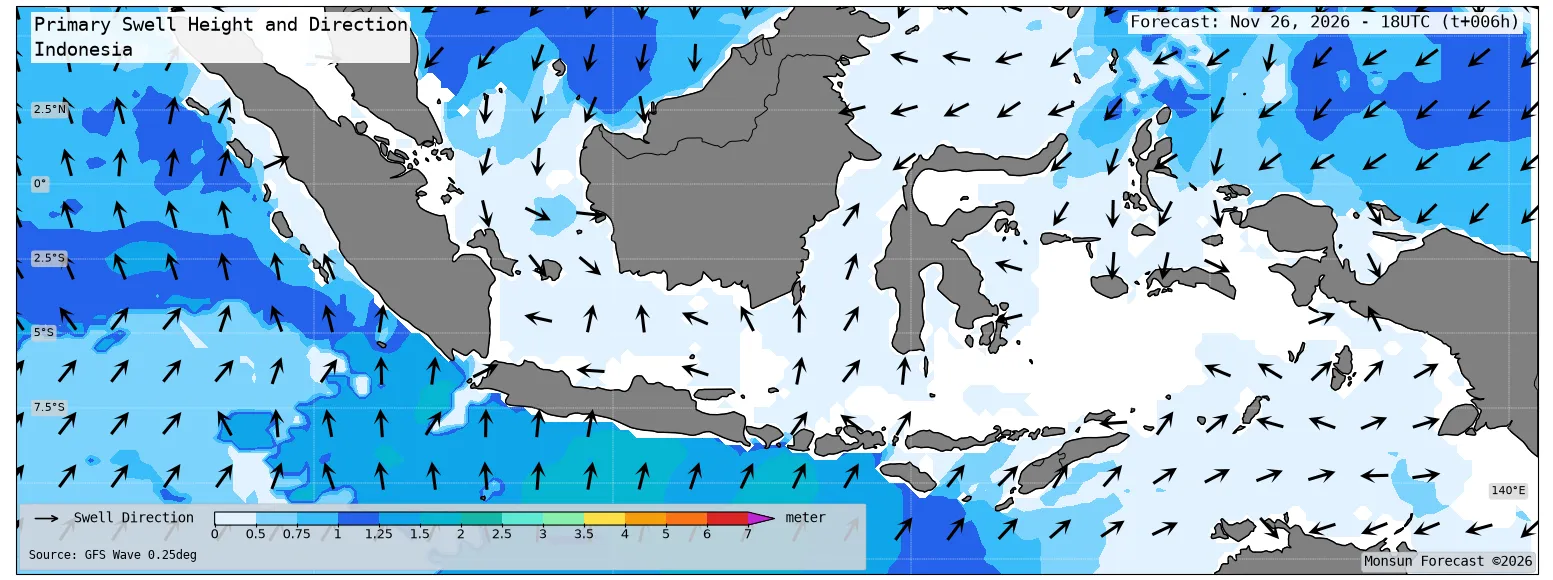 Primary Swell Height and Direction
Indonesia
Forecast: Nov 26, 2026 - 18UTC (t+006h)
2.5°N
0°
2.5°S
5°S
7.5°S
140°E
Swell Direction
meter
0 0.5 0.75 1 1.25 1.5 2 2.5 3 3.5 4 5 6 7
Source: GFS Wave 0.25deg
Monsun Forecast ©2026